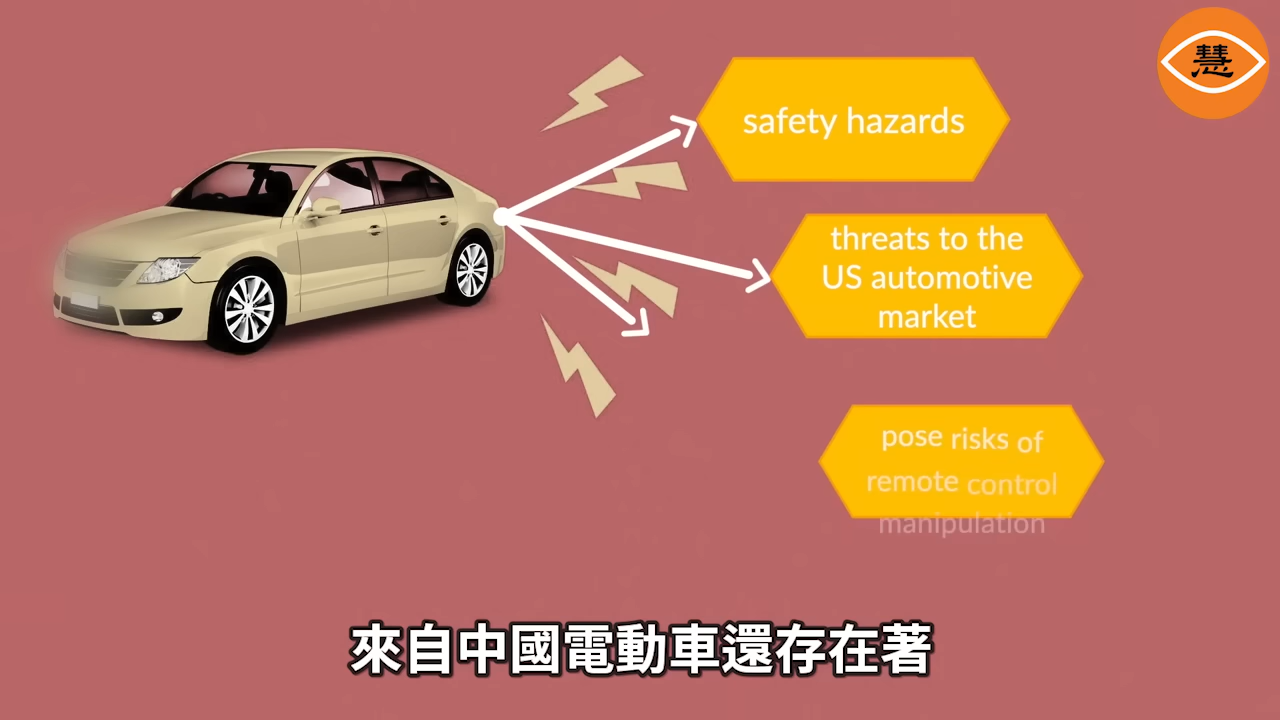 慧
safety hazards
threats to the
US automotive
market
pose risks of
remote control
manipulation
來自中國電動車還存在著